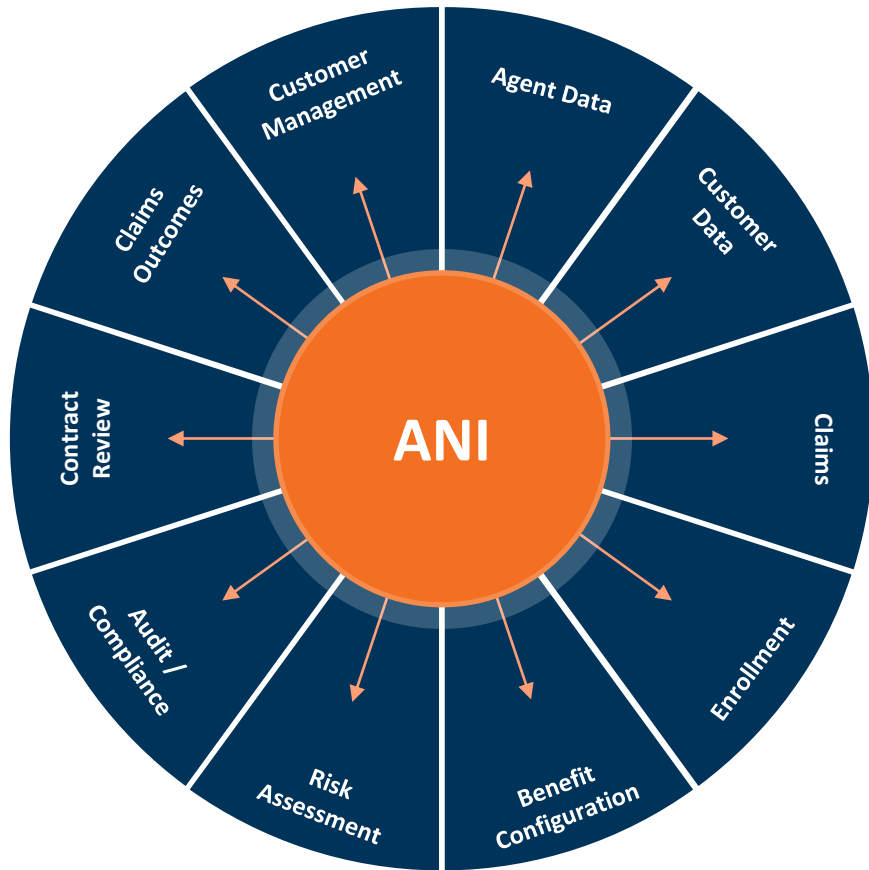 Agent Data
Customer
Data
Claims
Enrollment
Benefit
Configuration
Risk
Assessment
Audit /
Compliance
Contract
Review
Claims
Outcomes
Customer
Management
ANI